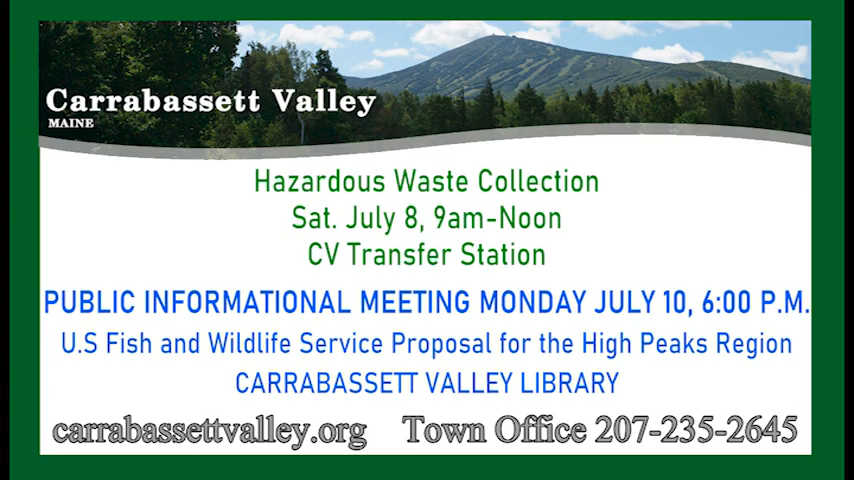 Carrabassett Valley
MAINE
Hazardous Waste Collection
Sat. July 8, 9am-Noon
CV Transfer Station
PUBLIC INFORMATIONAL MEETING MONDAY JULY 10, 6:00 P.M.
U.S Fish and Wildlife Service Proposal for the High Peaks Region
CARRABASSETT VALLEY LIBRARY
carrabassettvalley.org Town Office 207-235-2645